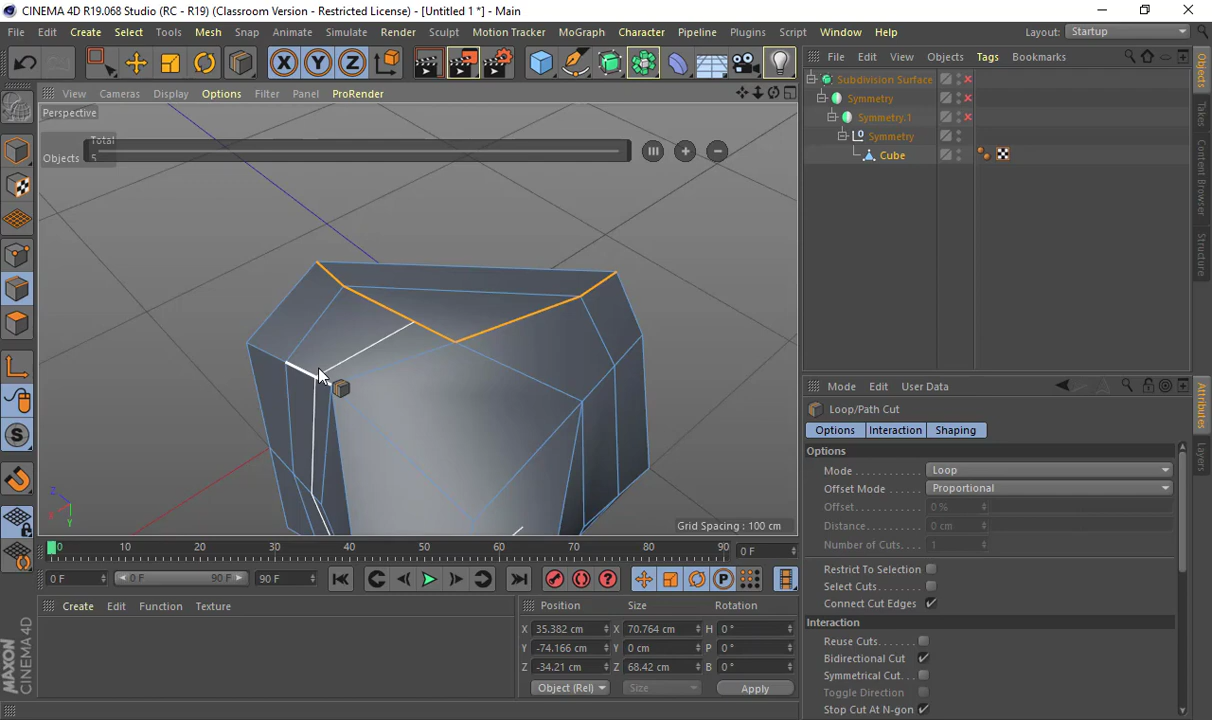 CINEMA 4D R19.068 Studio (RC - R19) (Classroom Version - Restricted License) - [Untitled 1 *] - Main
File Edit Create Select Tools Mesh Snap Animate Simulate Render Sculpt Motion Tracker MoGraph Character Pipeline Plugins Script Window Help Layout: Startup
X Y Z
View Cameras Display Options Filter Panel ProRender
Perspective
Total
Objects 5
Z X Y
Grid Spacing : 100 cm
0 10 20 30 40 50 60 70 80 90 0 F
0 F 0 F 90 F 90 F
Create Edit Function Texture
MAXON CINEMA 4D
Position Size Rotation
X 35.382 cm X 70.764 cm H 0 °
Y -74.166 cm Y 0 cm P 0 °
Z -34.21 cm Z 68.42 cm B 0 °
Object (Rel) Size Apply
File Edit View Objects Tags Bookmarks
Subdivision Surface
Symmetry
Symmetry.1
Symmetry
Cube
Objects
Takes
Content Browser
Structure
Mode Edit User Data
Loop/Path Cut
Options Interaction Shaping
Options
Mode . . . . . . . . . . . Loop
Offset Mode . . . . . . Proportional
Offset. . . . . . . . . . . 0 %
Distance. . . . . . . . . 0 cm
Number of Cuts. . . . 1
Restrict To Selection
Select Cuts. . . . . . .
Connect Cut Edges
Interaction
Reuse Cuts. . . . . . .
Bidirectional Cut
Symmetrical Cut. . .
Toggle Direction
Stop Cut At N-gon
Attributes
Layers